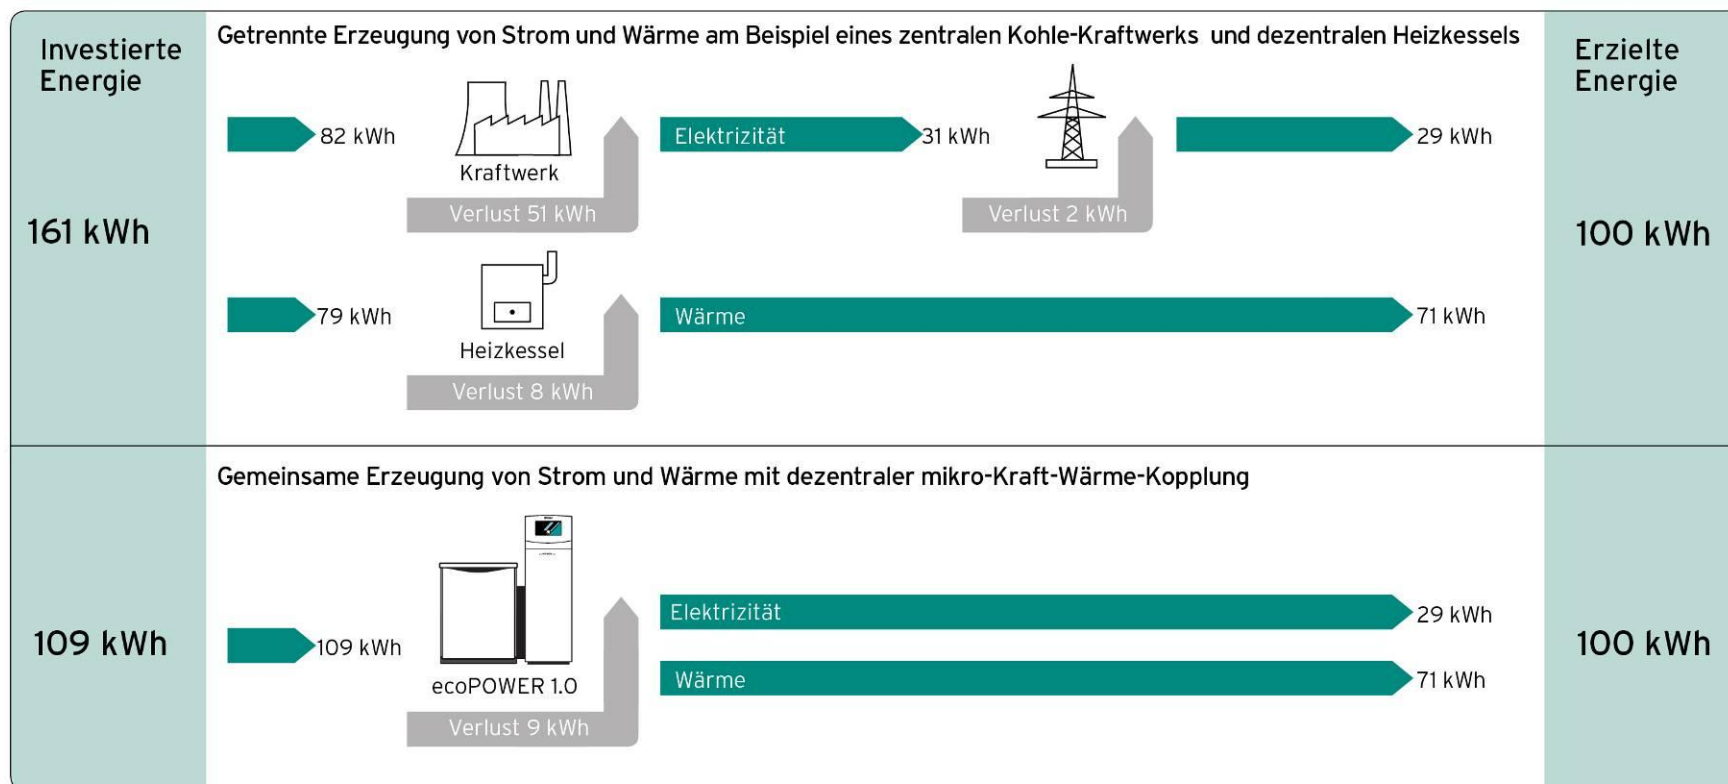 Investierte
Energie
Getrennte Erzeugung von Strom und Wärme am Beispiel eines zentralen Kohle-Kraftwerks und dezentralen Heizkessels
Erzielte
Energie
82 kWh
Kraftwerk
Verlust 51 kWh
Elektrizität
31 kWh
Verlust 2 kWh
29 kWh
161 kWh
100 kWh
79 kWh
Heizkessel
Verlust 8 kWh
Wärme
71 kWh
Gemeinsame Erzeugung von Strom und Wärme mit dezentraler mikro-Kraft-Wärme-Kopplung
109 kWh
109 kWh
ecoPOWER 1.0
Verlust 9 kWh
Elektrizität
29 kWh
Wärme
71 kWh
100 kWh